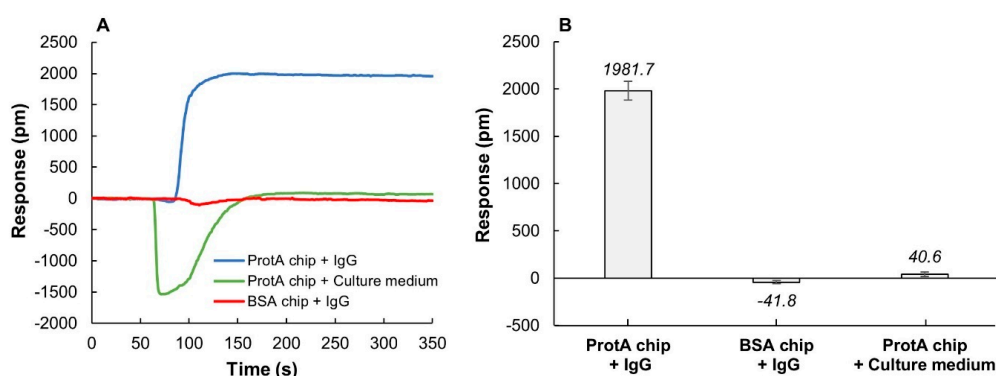 A
2500
2000
1500
1000
500
0
-500
-1000
-1500
-2000
Response (pm)
ProtA chip + IgG
ProtA chip + Culture medium
BSA chip + IgG
0 50 100 150 200 250 300 350
Time (s)
B
2500
2000
1500
1000
500
0
-500
Response (pm)
1981.7
-41.8
40.6
ProtA chip
+ IgG
BSA chip
+ IgG
ProtA chip
+ Culture medium